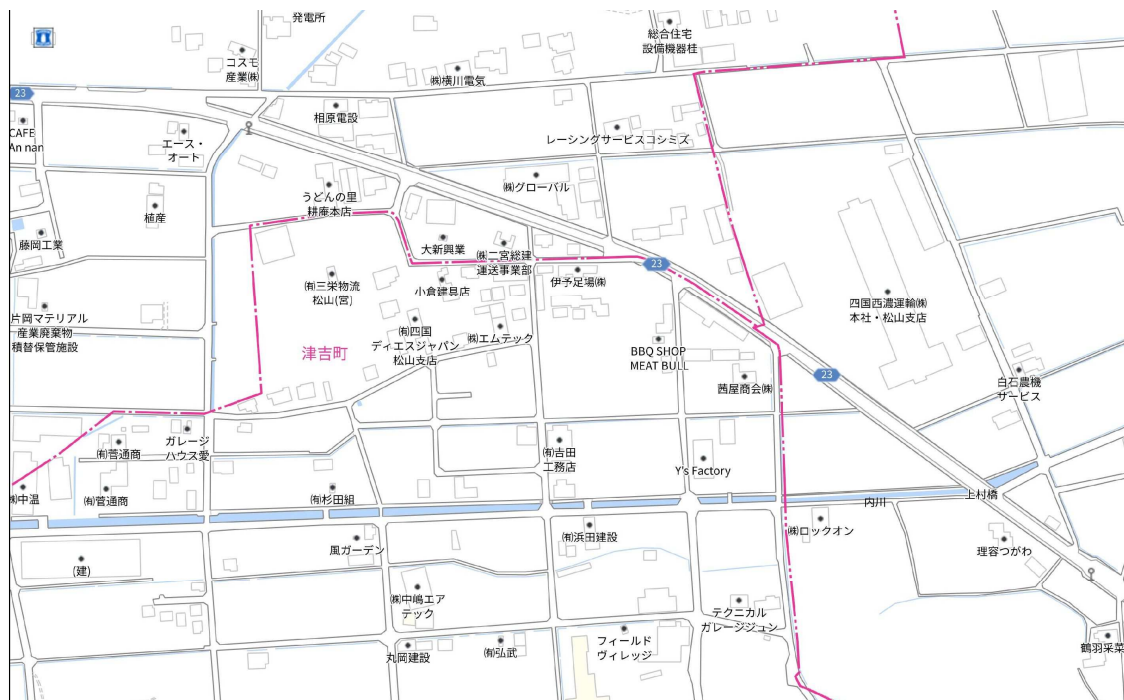 発電所
総合住宅
設備機器桂
コスモ
産業㈱
㈱横川電気
23
相原電設
CAFE
An nan
エース・
オート
レーシングサービスコシミズ
㈱グローバル
うどんの里
耕庵本店
植産
藤岡工業
大新興業
㈱二宮総建
運送事業部
23
㈲三栄物流
松山(営)
小倉建具店
伊予足場㈱
四国西濃運輸㈱
本社・松山支店
片岡マテリアル
産業廃棄物
積替保管施設
㈲四国
ディエスジャパン
松山支店
㈱エムテック
津吉町
BBQ SHOP
MEAT BULL
茜屋商会㈱
23
白石農機
サービス
㈲菅通商
ガレージ
ハウス愛
㈲吉田
工務店
Y's Factory
㈱中温
㈲菅通商
㈲杉田組
内川
上村橋
㈲浜田建設
㈱ロックオン
風ガーデン
理容つがわ
(建)
㈱中嶋エア
テック
テクニカル
ガレージジュン
丸岡建設
㈲弘武
フィールド
ヴィレッジ
鶴羽采菜